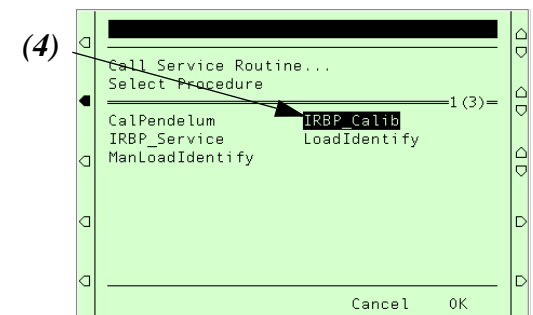 (4)
Call Service Routine...
Select Procedure
1(3)
CalPendelum IRBP_Calib
IRBP_Service LoadIdentify
ManLoadIdentify
Cancel OK